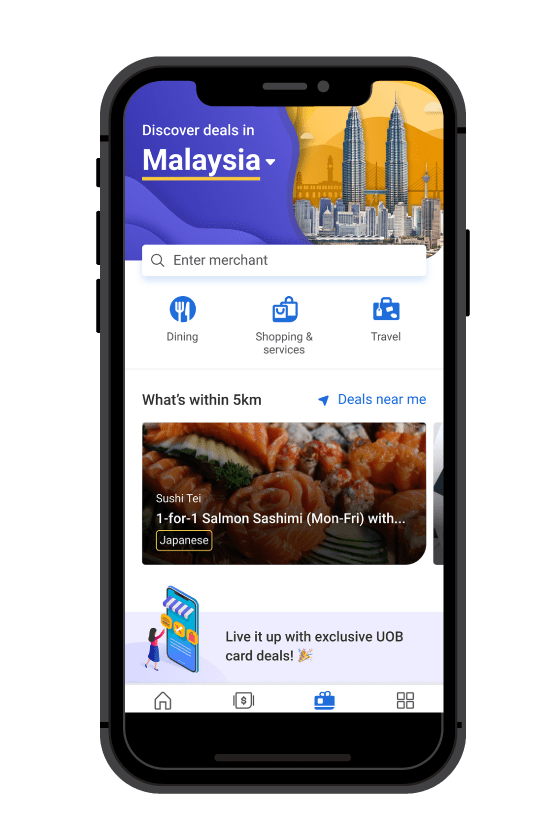 Discover deals in
Malaysia
Enter merchant
Dining
Shopping &
services
Travel
What's within 5km
Deals near me
Sushi Tei
1-for-1 Salmon Sashimi (Mon-Fri) with...
Japanese
Live it up with exclusive UOB
card deals! 🎉
$